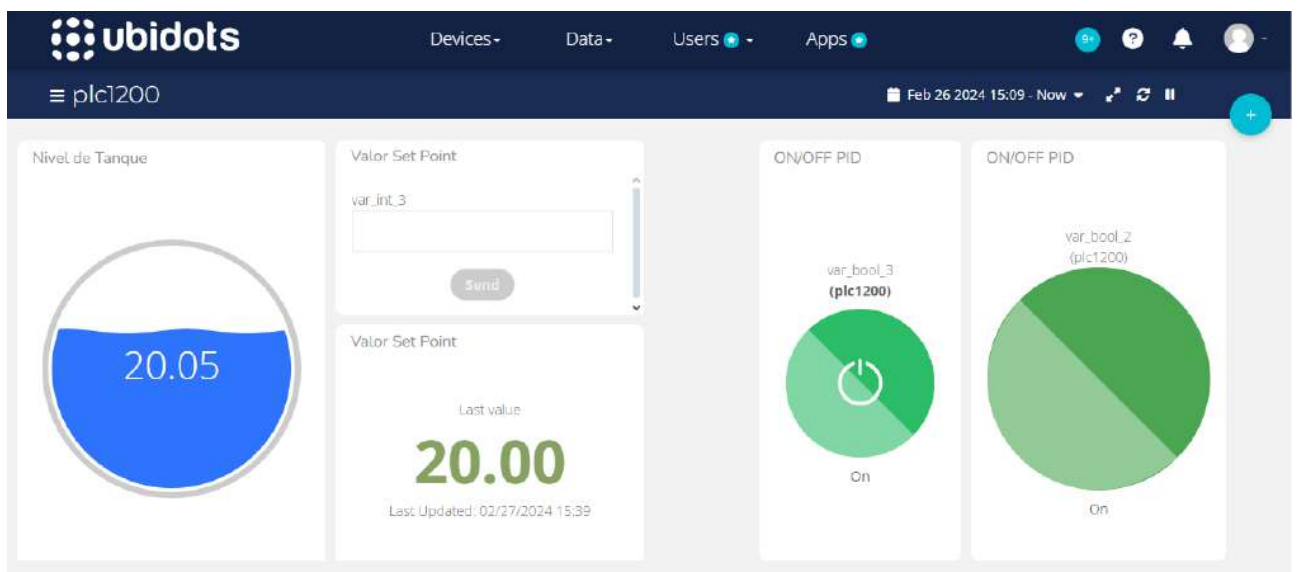 ubidots
Devices
Data
Users
Apps
9+
?
plc1200
Feb 26 2024 15:09 - Now
+
Nivel de Tanque
20.05
Valor Set Point
var_int_3
Send
Valor Set Point
Last value
20.00
Last Updated: 02/27/2024 15:39
ON/OFF PID
var_bool_3
(plc1200)
On
ON/OFF PID
var_bool_2
(plc1200)
On